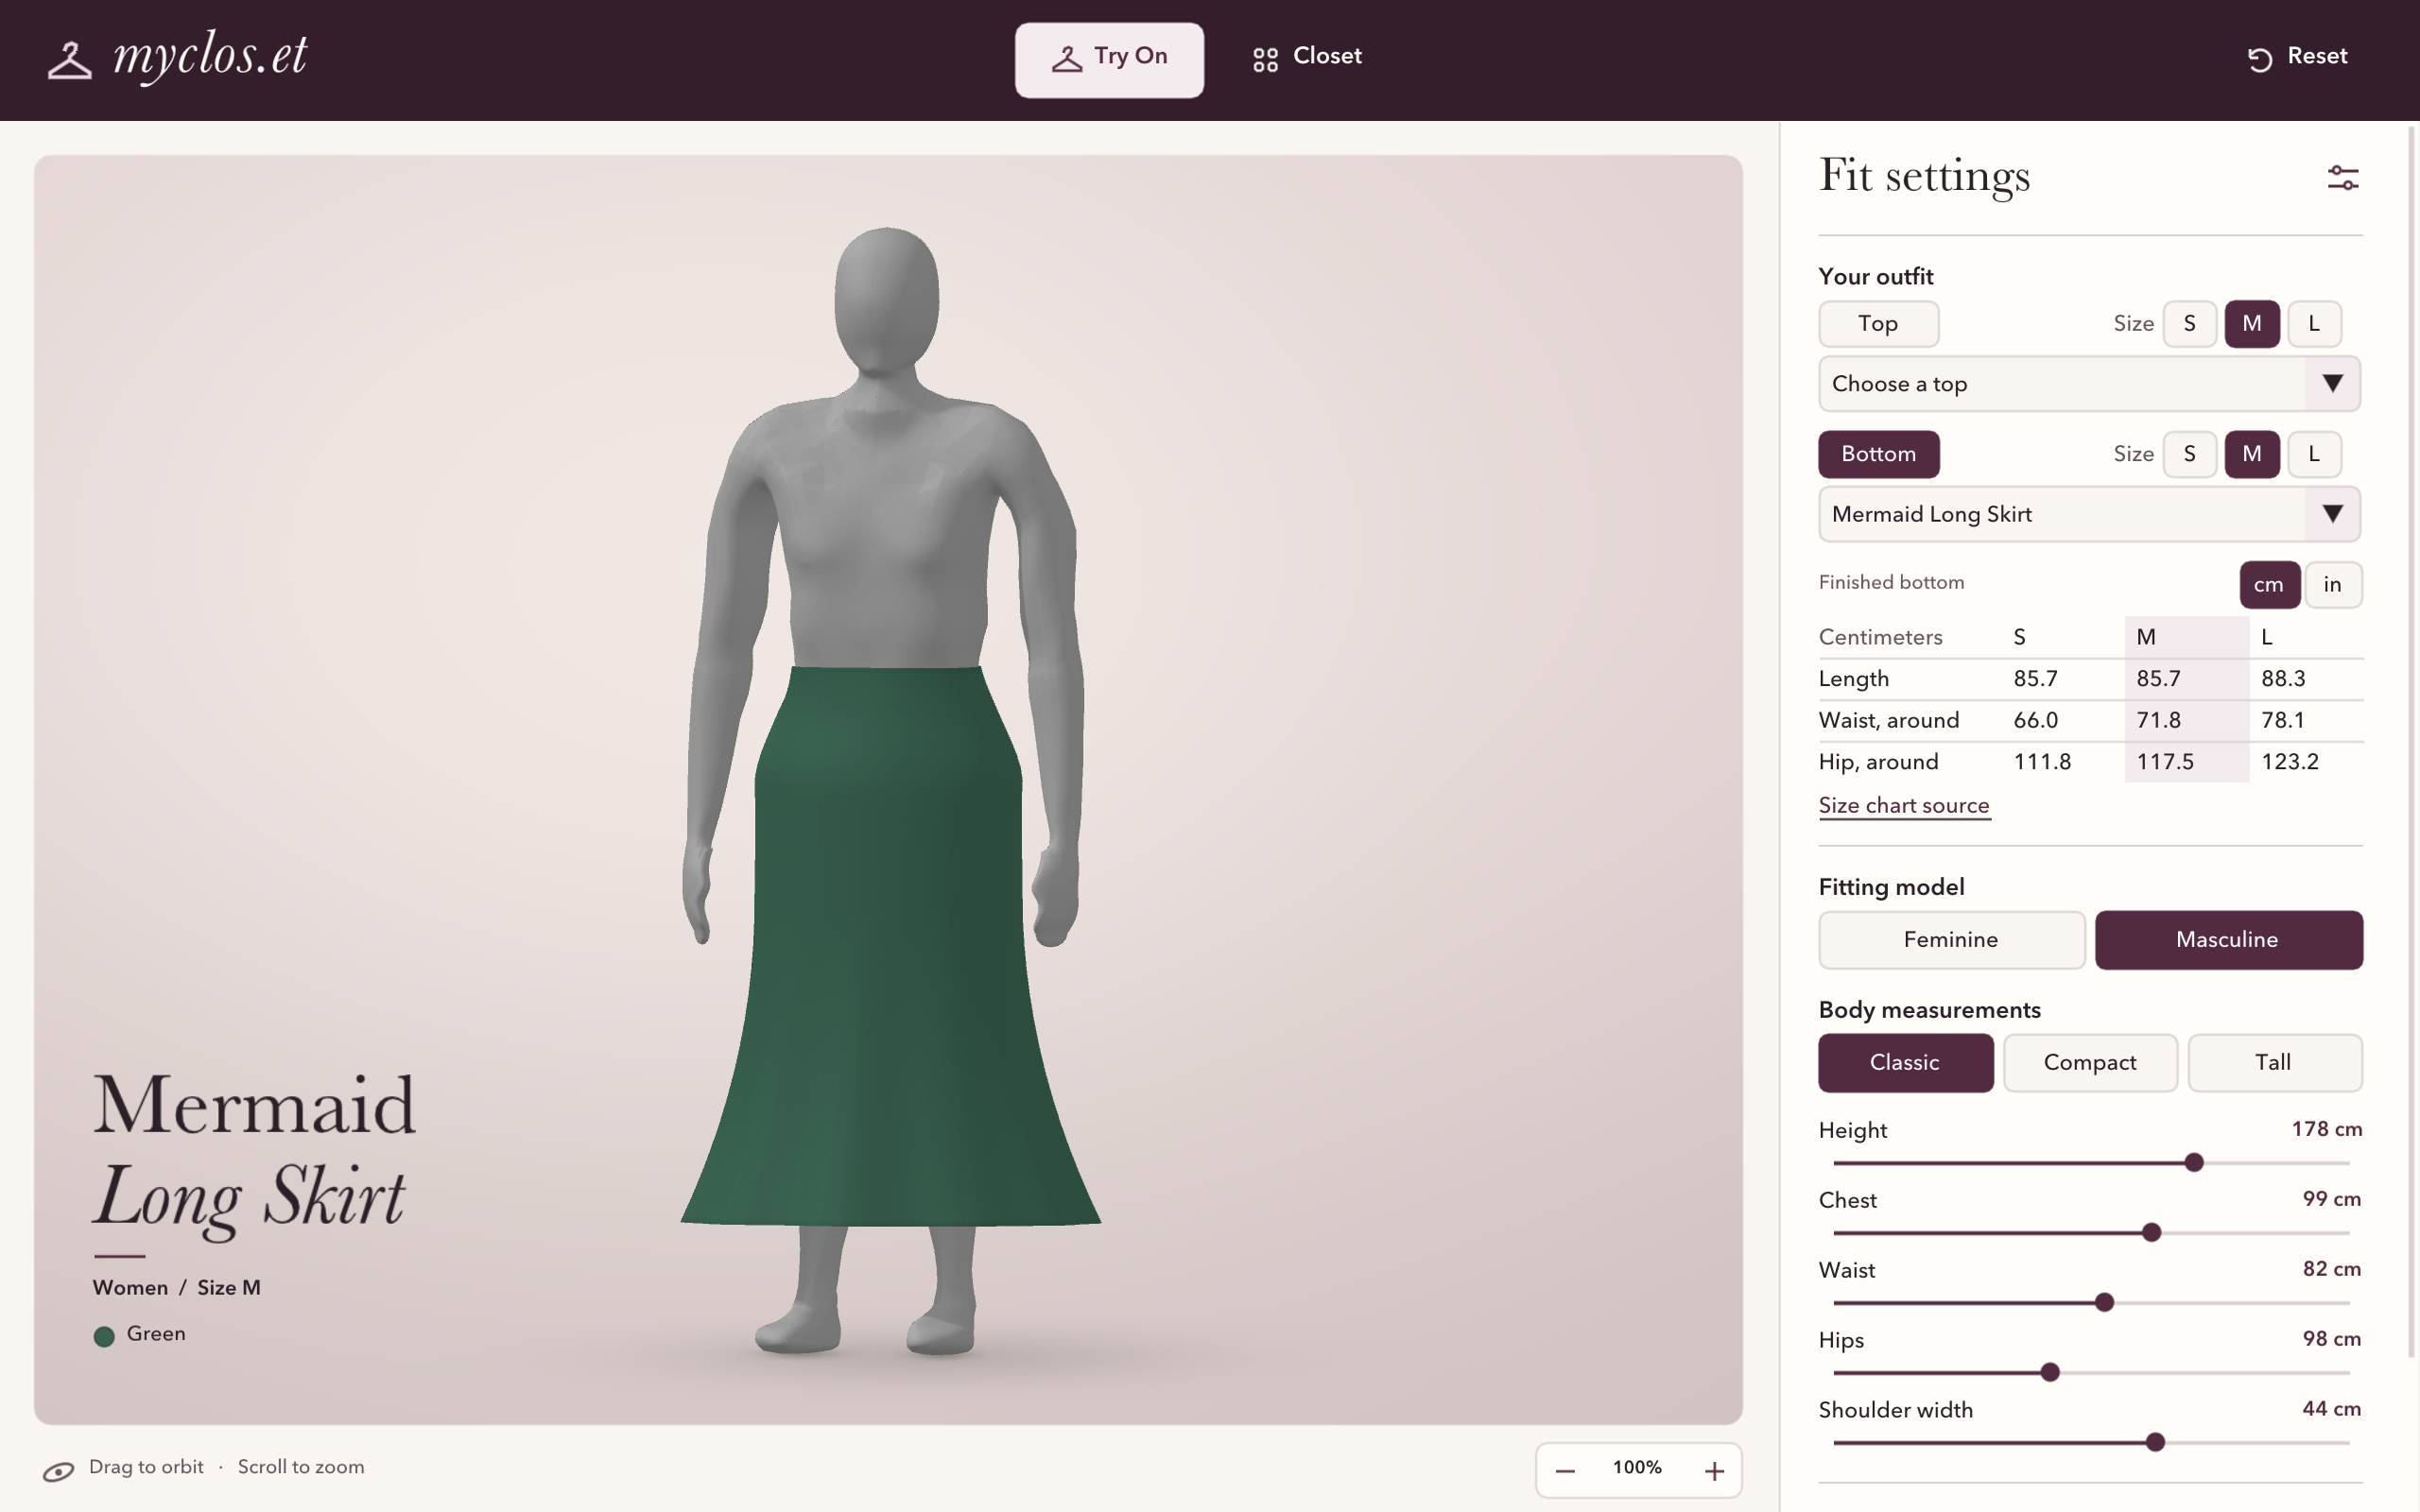 myclos.et
Try On
Closet
Reset
Mermaid
Long Skirt
Women / Size M
Green
Drag to orbit · Scroll to zoom
− 100% +
Fit settings
Your outfit
Top Size S M L
Choose a top
Bottom Size S M L
Mermaid Long Skirt
Finished bottom cm in
Centimeters S M L
Length 85.7 85.7 88.3
Waist, around 66.0 71.8 78.1
Hip, around 111.8 117.5 123.2
Size chart source
Fitting model
Feminine Masculine
Body measurements
Classic Compact Tall
Height 178 cm
Chest 99 cm
Waist 82 cm
Hips 98 cm
Shoulder width 44 cm